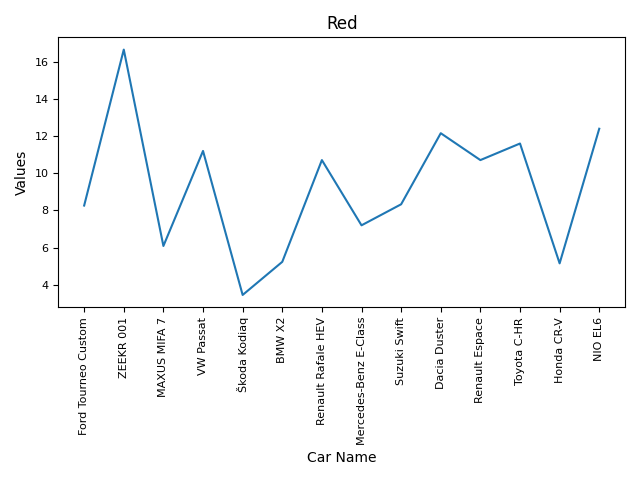 Red
Values
16
14
12
10
8
6
4
Ford Tourneo Custom
ZEEKR 001
MAXUS MIFA 7
VW Passat
Škoda Kodiaq
BMW X2
Renault Rafale HEV
Mercedes-Benz E-Class
Suzuki Swift
Dacia Duster
Renault Espace
Toyota C-HR
Honda CR-V
NIO EL6
Car Name